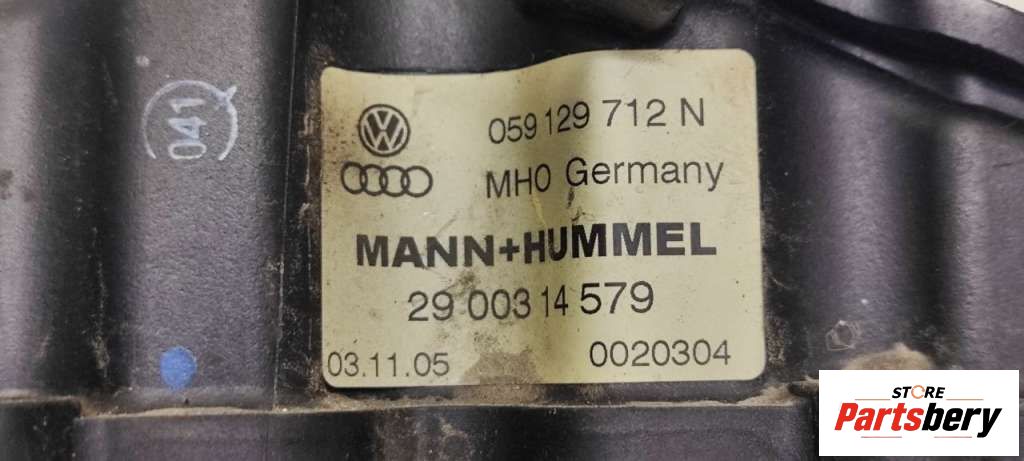 041
059 129 712 N
MH0 Germany
MANN+HUMMEL
29 003 14 579
03.11.05 0020304
STORE
Partsbery